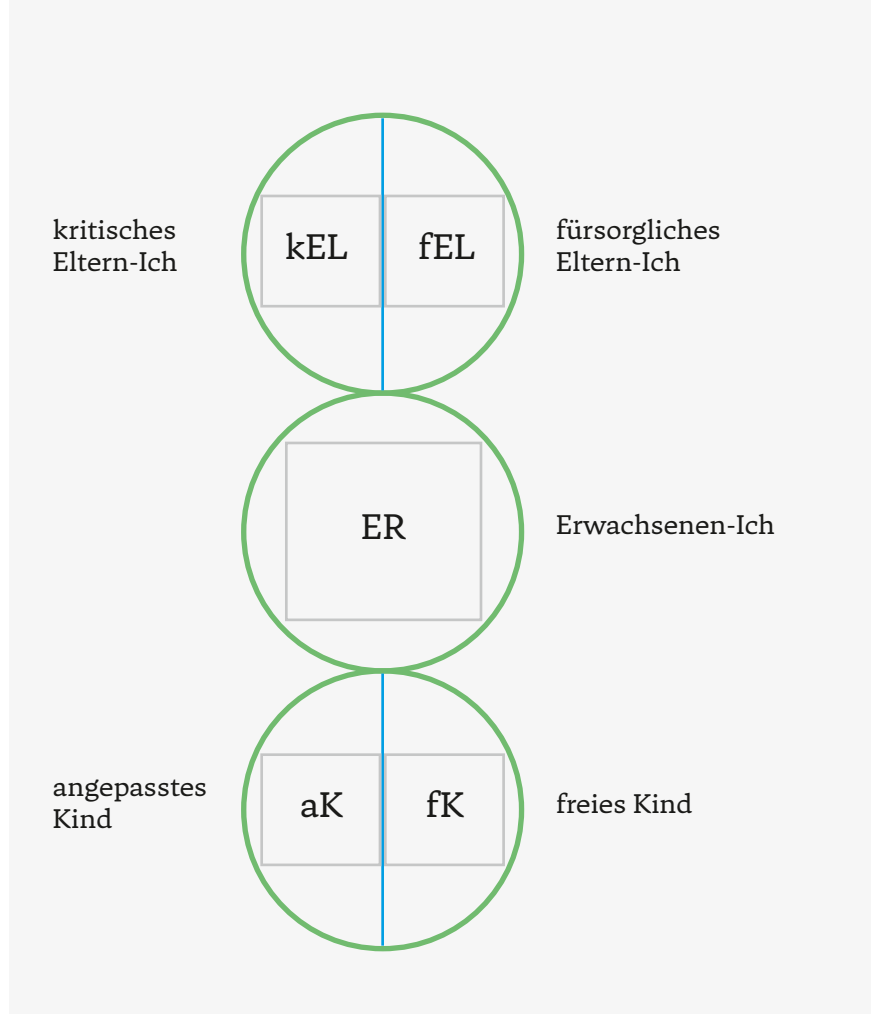 kritisches
Eltern-Ich
kEL
fEL
fürsorgliches
Eltern-Ich
ER
Erwachsenen-Ich
angepasstes
Kind
aK
fK
freies Kind